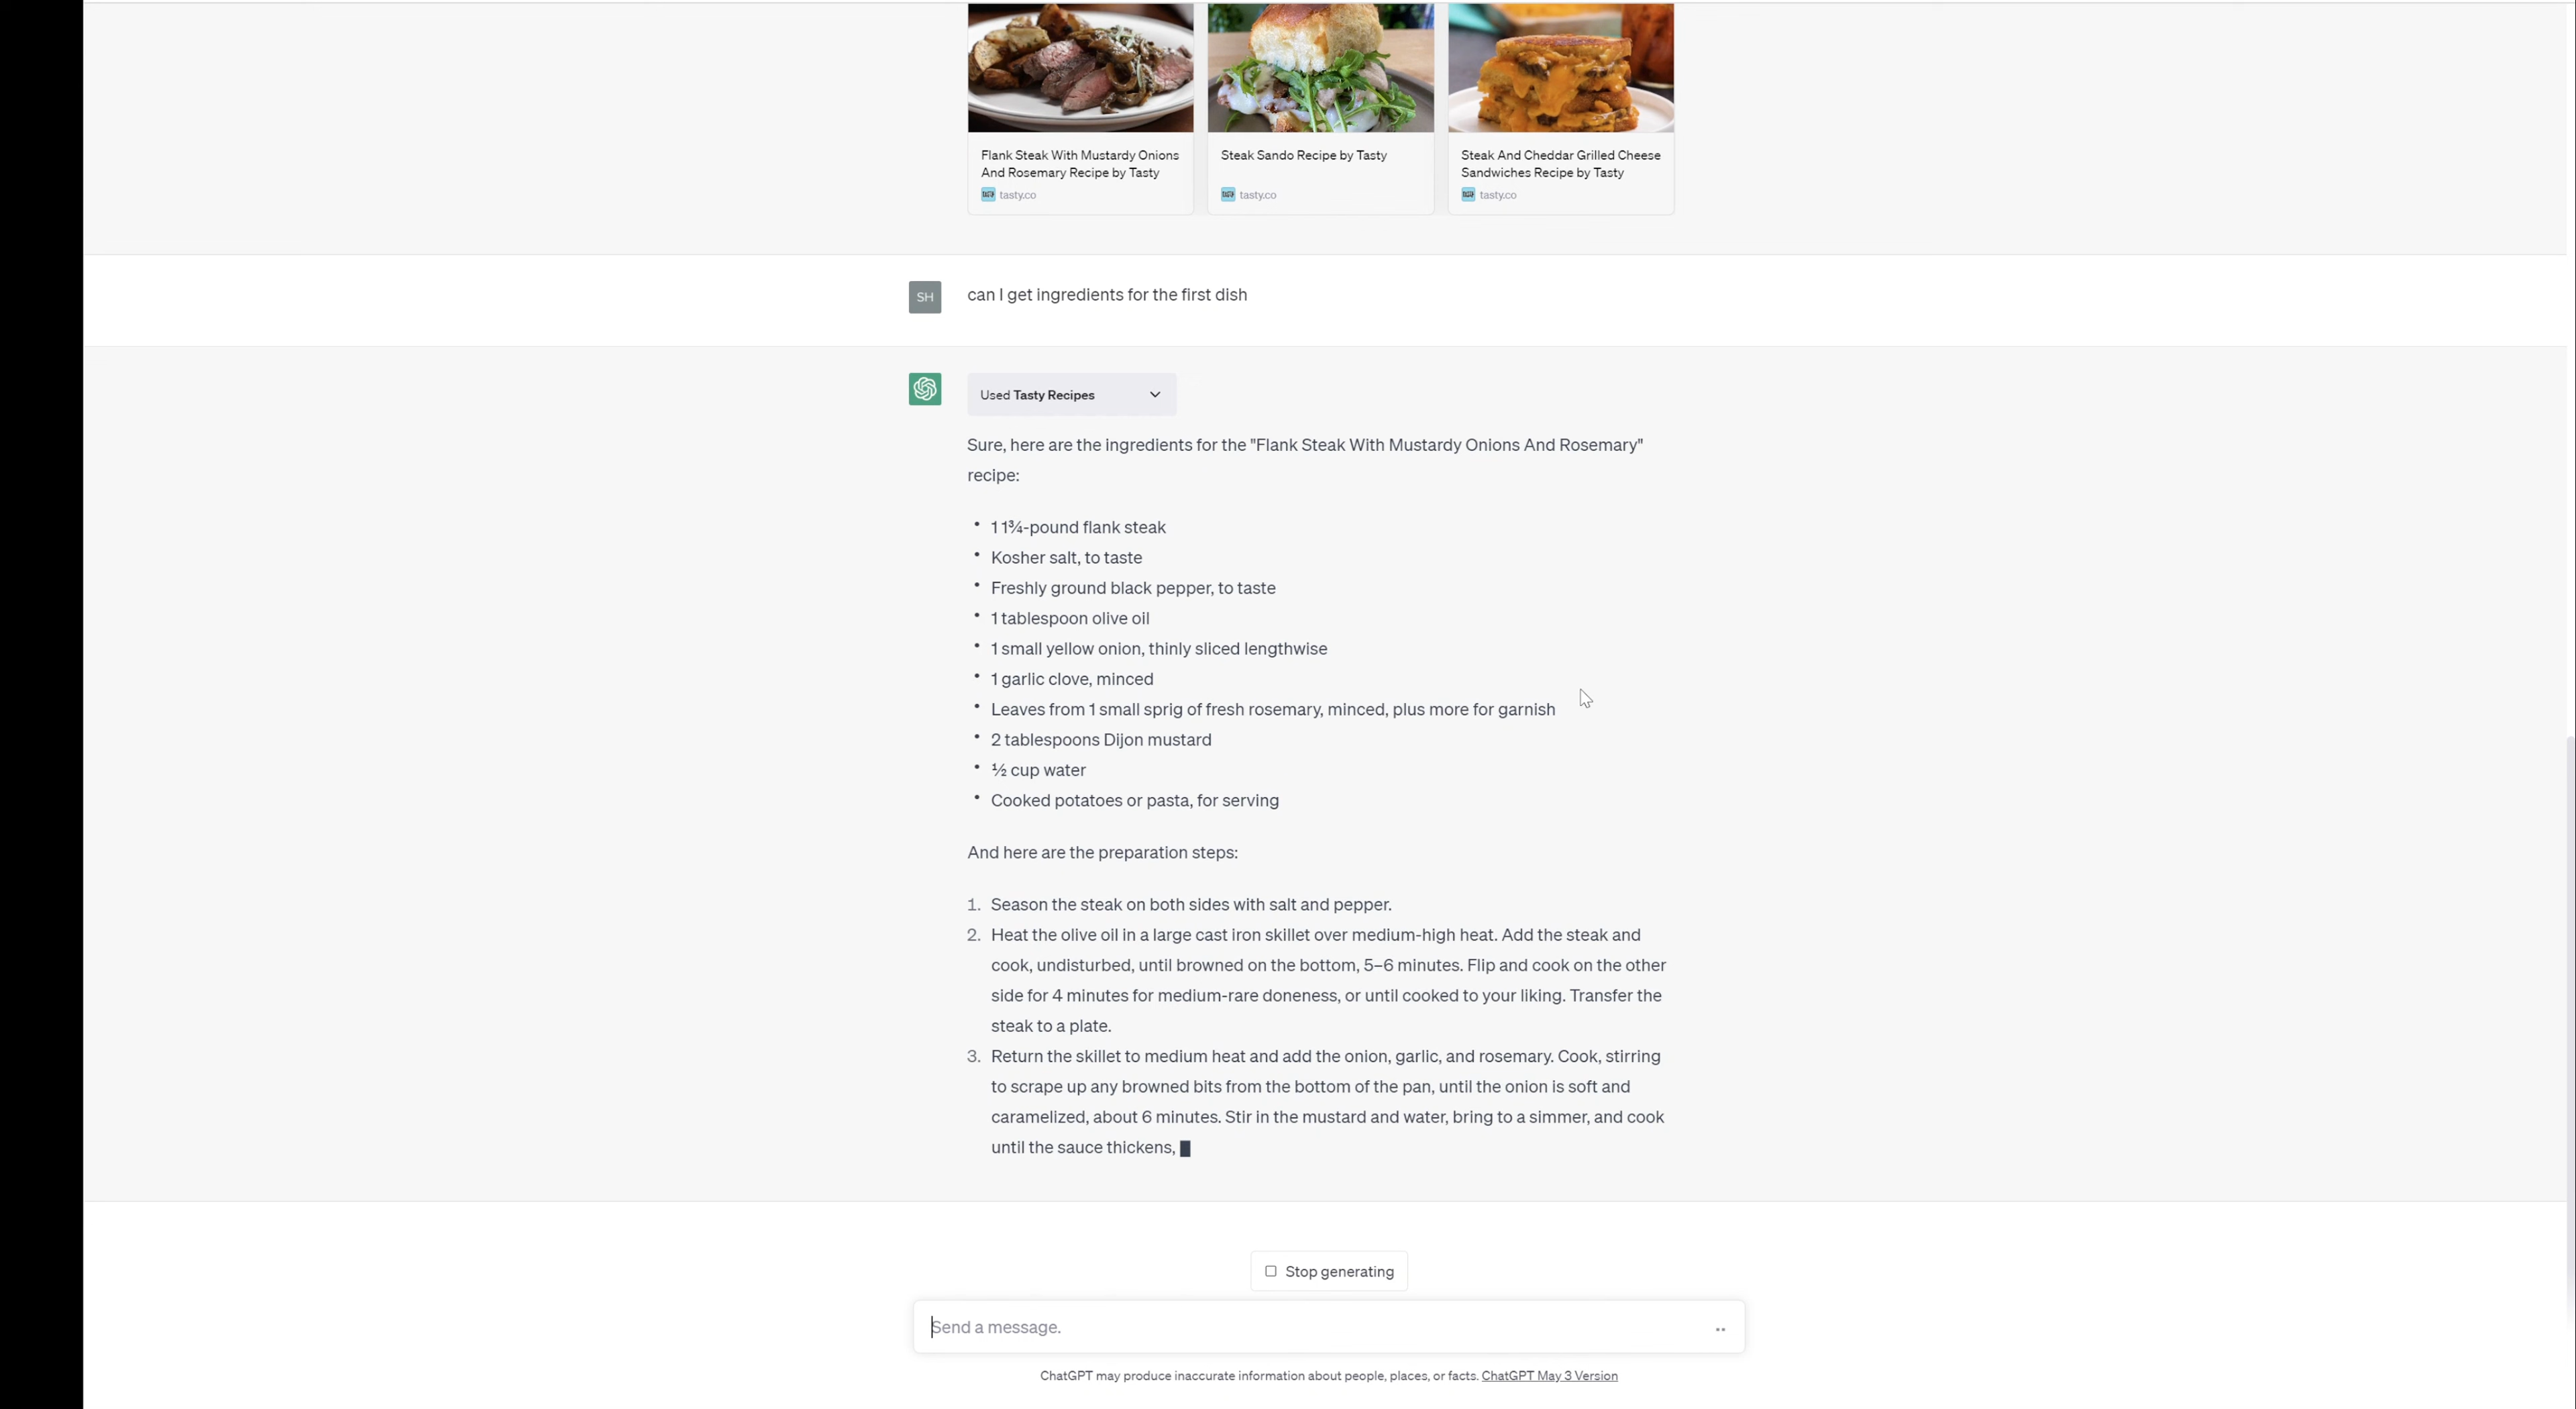 Flank Steak With Mustardy Onions
And Rosemary Recipe by Tasty
tasty.co
Steak Sando Recipe by Tasty
tasty.co
Steak And Cheddar Grilled Cheese
Sandwiches Recipe by Tasty
tasty.co
SH
can I get ingredients for the first dish
Used Tasty Recipes
Sure, here are the ingredients for the "Flank Steak With Mustardy Onions And Rosemary"
recipe:
• 1 1¾-pound flank steak
• Kosher salt, to taste
• Freshly ground black pepper, to taste
• 1 tablespoon olive oil
• 1 small yellow onion, thinly sliced lengthwise
• 1 garlic clove, minced
• Leaves from 1 small sprig of fresh rosemary, minced, plus more for garnish
• 2 tablespoons Dijon mustard
• ½ cup water
• Cooked potatoes or pasta, for serving
And here are the preparation steps:
1. Season the steak on both sides with salt and pepper.
2. Heat the olive oil in a large cast iron skillet over medium-high heat. Add the steak and
cook, undisturbed, until browned on the bottom, 5–6 minutes. Flip and cook on the other
side for 4 minutes for medium-rare doneness, or until cooked to your liking. Transfer the
steak to a plate.
3. Return the skillet to medium heat and add the onion, garlic, and rosemary. Cook, stirring
to scrape up any browned bits from the bottom of the pan, until the onion is soft and
caramelized, about 6 minutes. Stir in the mustard and water, bring to a simmer, and cook
until the sauce thickens,
Stop generating
Send a message.
ChatGPT may produce inaccurate information about people, places, or facts. ChatGPT May 3 Version